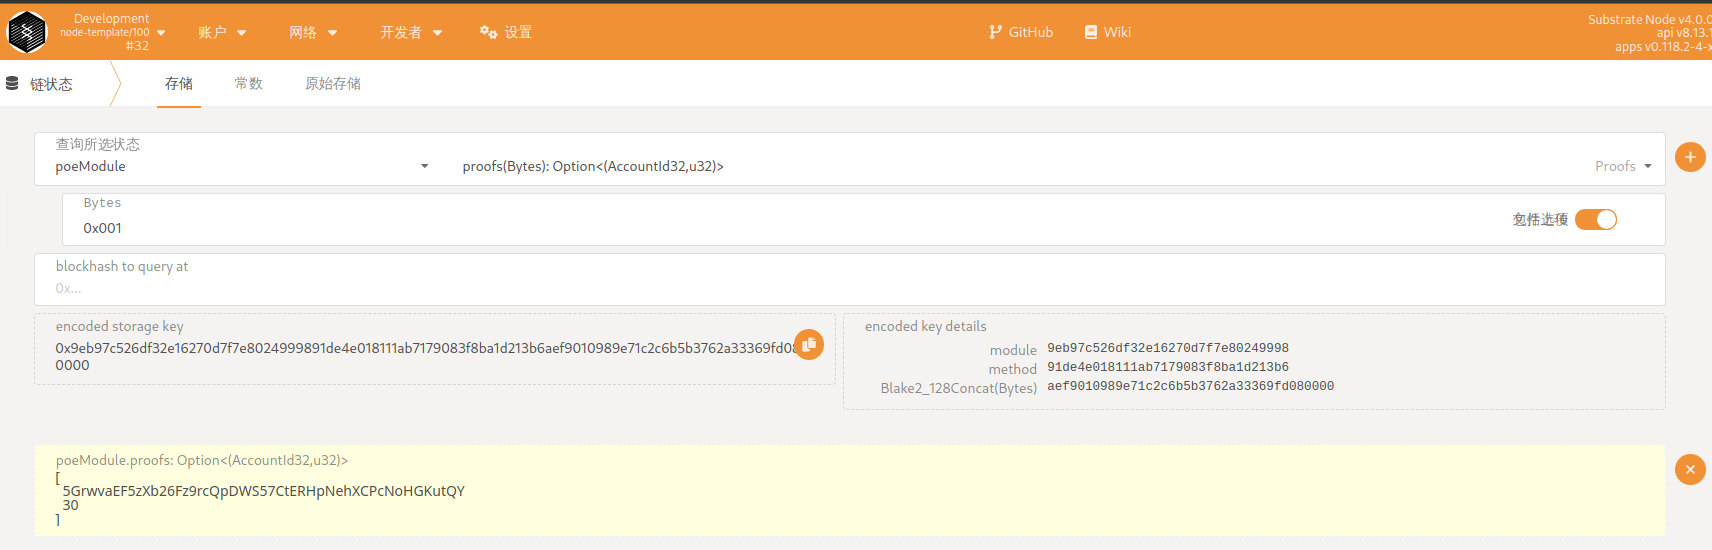 Development
node-template/100
#32
账户
网络
开发者
设置
GitHub
Wiki
Substrate Node v4.0.0
api v8.13.1
apps v0.118.2-4-x
链状态
存储
常数
原始存储
查询所选状态
poeModule
proofs(Bytes): Option<(AccountId32,u32)>
Proofs
Bytes
0x001
包括选项
blockhash to query at
0x...
encoded storage key
0x9eb97c526df32e16270d7f7e8024999891de4e018111ab7179083f8ba1d213b6aef9010989e71c2c6b5b3762a33369fd08
0000
encoded key details
module 9eb97c526df32e16270d7f7e80249998
method 91de4e018111ab7179083f8ba1d213b6
Blake2_128Concat(Bytes) aef9010989e71c2c6b5b3762a33369fd080000
poeModule.proofs: Option<(AccountId32,u32)>
[
5GrwvaEF5zXb26Fz9rcQpDWS57CtERHpNehXCPcNoHGKutQY
30
]